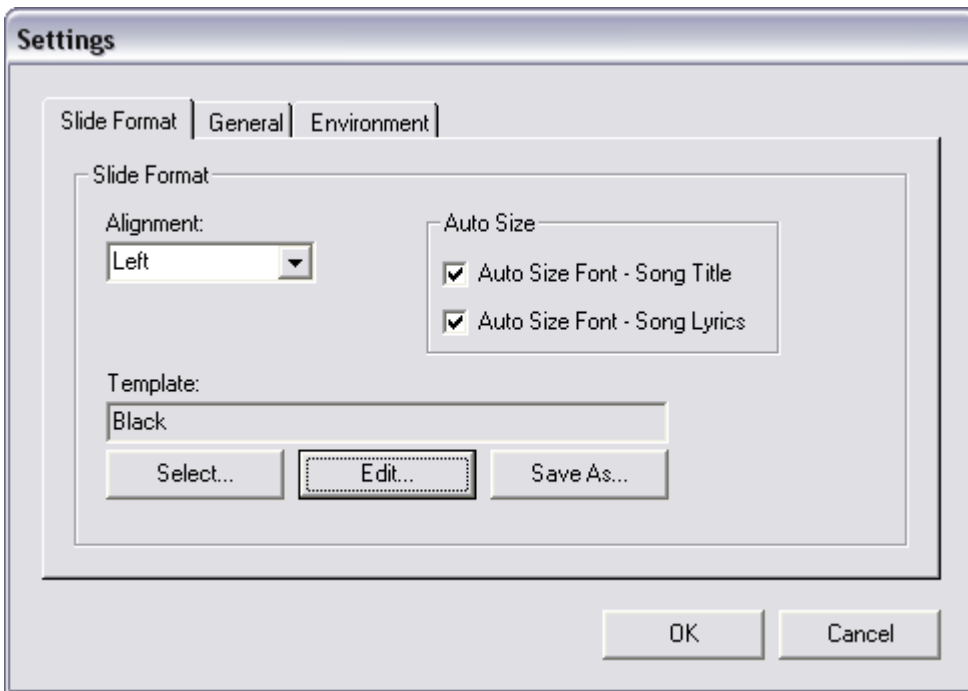 Settings
Slide Format General Environment
Slide Format
Alignment:
Left
Auto Size
Auto Size Font - Song Title
Auto Size Font - Song Lyrics
Template:
Black
Select... Edit... Save As...
OK Cancel